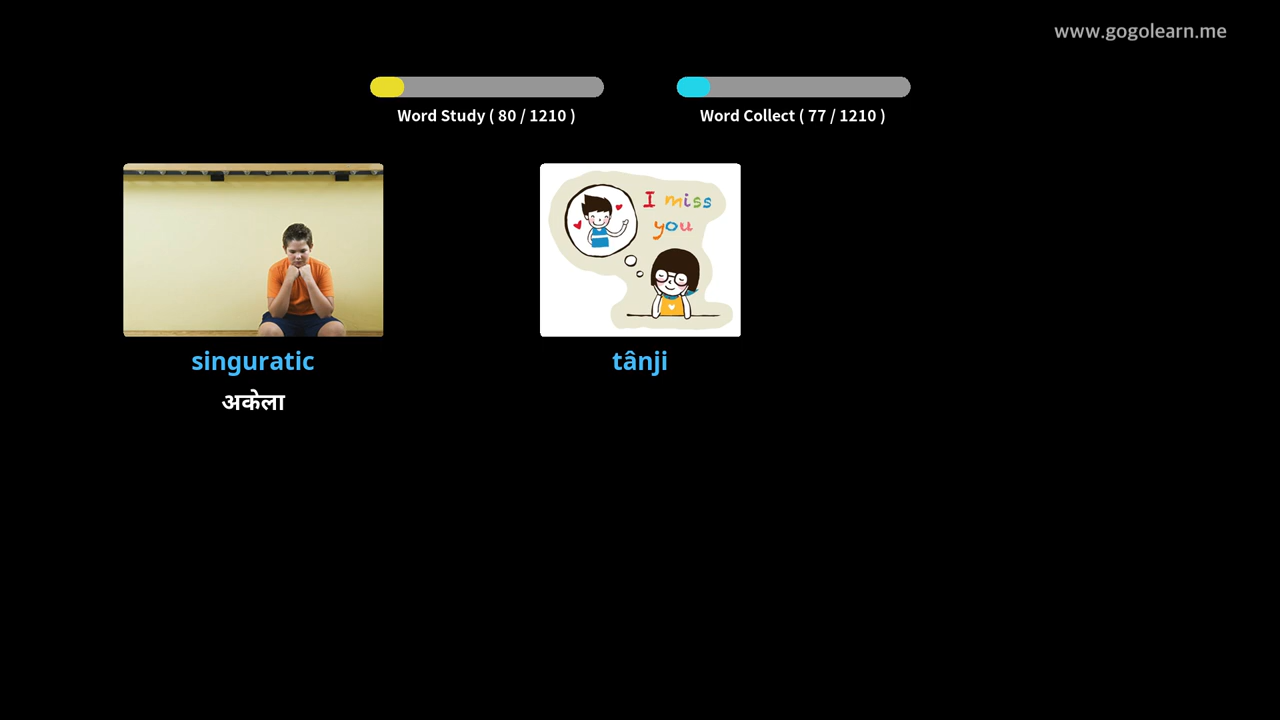 www.gogolearn.me
Word Study ( 80 / 1210 )
Word Collect ( 77 / 1210 )
I miss
you
singuratic
tânji
अकेला